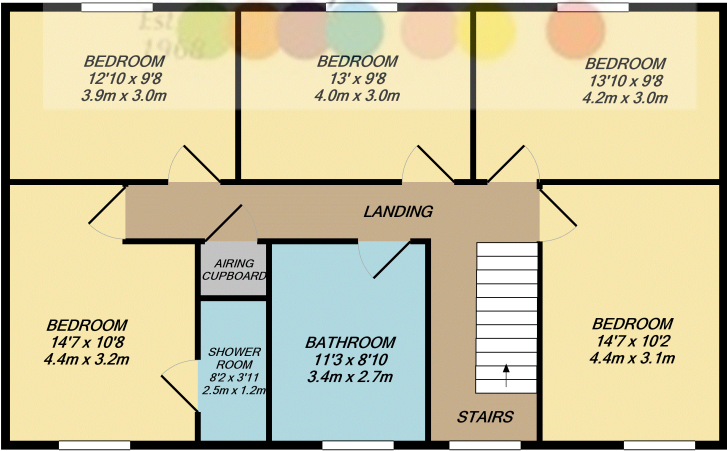 Est
1968
BEDROOM
12'10 x 9'8
3.9m x 3.0m
BEDROOM
13' x 9'8
4.0m x 3.0m
BEDROOM
13'10 x 9'8
4.2m x 3.0m
LANDING
AIRING
CUPBOARD
BEDROOM
14'7 x 10'8
4.4m x 3.2m
SHOWER
ROOM
8'2 x 3'11
2.5m x 1.2m
BATHROOM
11'3 x 8'10
3.4m x 2.7m
BEDROOM
14'7 x 10'2
4.4m x 3.1m
STAIRS